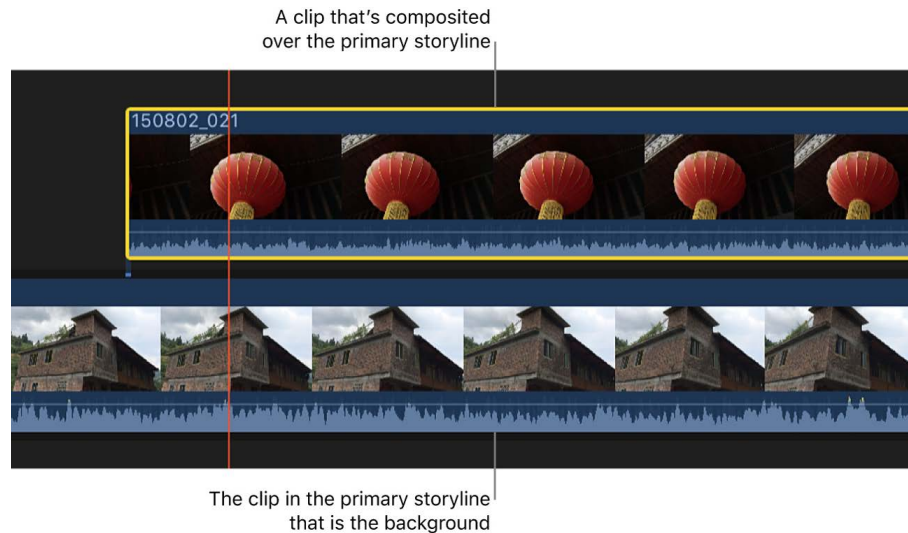 A clip that’s composited
over the primary storyline
150802_021
The clip in the primary storyline
that is the background